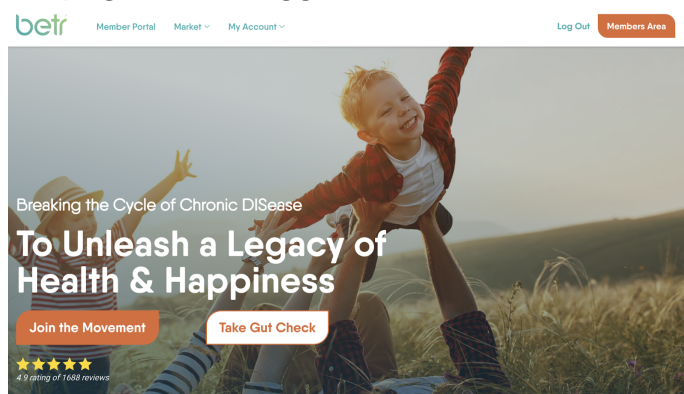 betr
Member Portal Market My Account Log Out Members Area
Breaking the Cycle of Chronic DISease
To Unleash a Legacy of
Health & Happiness
Join the Movement Take Gut Check
4.9 rating of 1688 reviews